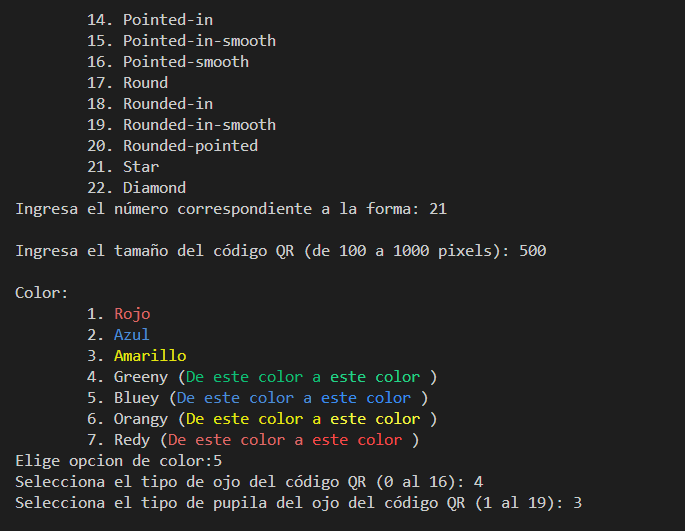 14. Pointed-in
15. Pointed-in-smooth
16. Pointed-smooth
17. Round
18. Rounded-in
19. Rounded-in-smooth
20. Rounded-pointed
21. Star
22. Diamond
Ingresa el número correspondiente a la forma: 21
Ingresa el tamaño del código QR (de 100 a 1000 pixels): 500
Color:
1. Rojo
2. Azul
3. Amarillo
4. Greeny (De este color a este color )
5. Bluey (De este color a este color )
6. Orangy (De este color a este color )
7. Redy (De este color a este color )
Elige opcion de color:5
Selecciona el tipo de ojo del código QR (0 al 16): 4
Selecciona el tipo de pupila del ojo del código QR (1 al 19): 3